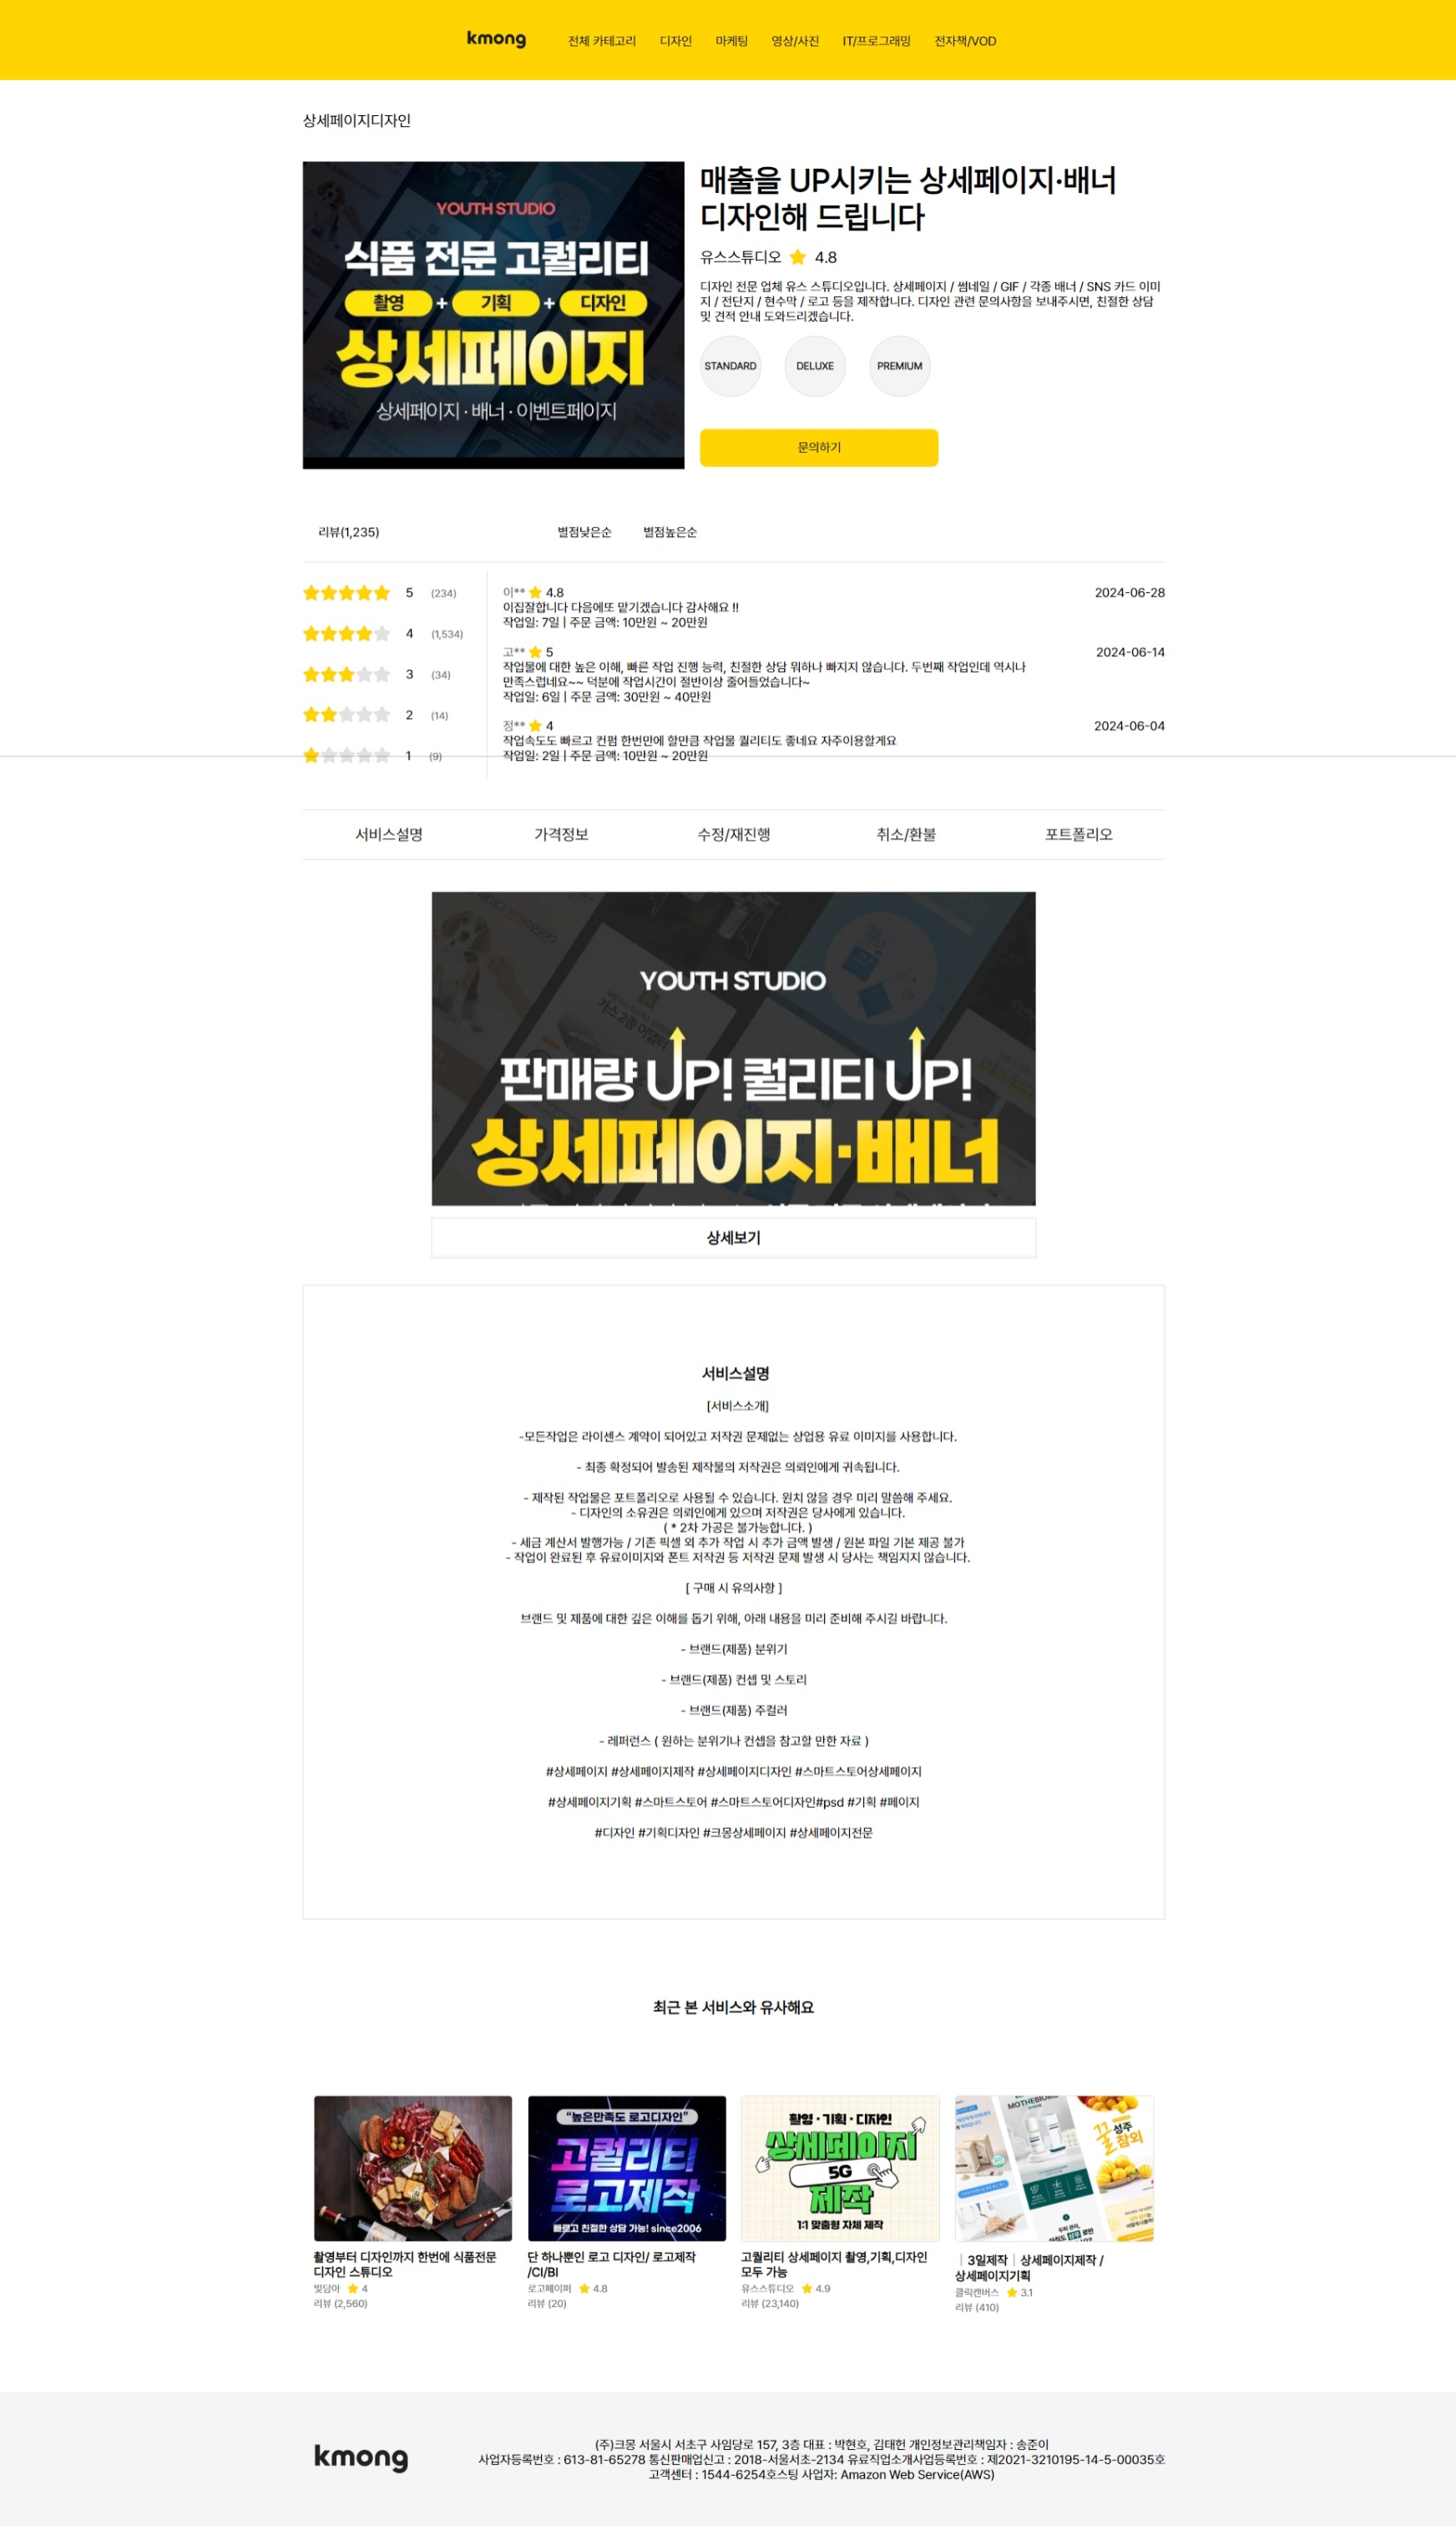 kmong 전체 카테고리 디자인 마케팅 영상/사진 IT/프로그래밍 전자책/VOD
상세페이지디자인
YOUTH STUDIO
식품 전문 고퀄리티
촬영 + 기획 + 디자인
상세페이지
상세페이지 · 배너 · 이벤트페이지
매출을 UP시키는 상세페이지·배너
디자인해 드립니다
유스스튜디오 4.8
디자인 전문 업체 유스 스튜디오입니다. 상세페이지 / 썸네일 / GIF / 각종 배너 / SNS 카드 이미
지 / 전단지 / 현수막 / 로고 등을 제작합니다. 디자인 관련 문의사항을 보내주시면, 친절한 상담
및 견적 안내 도와드리겠습니다.
STANDARD DELUXE PREMIUM
문의하기
리뷰(1,235) 별점낮은순 별점높은순
5 (234)
4 (1,534)
3 (34)
2 (14)
1 (9)
이** 4.8 2024-06-28
이집잘합니다 다음에또 맡기겠습니다 감사해요 !!
작업일: 7일 | 주문 금액: 10만원 ~ 20만원
고** 5 2024-06-14
작업물에 대한 높은 이해, 빠른 작업 진행 능력, 친절한 상담 뭐하나 빠지지 않습니다. 두번째 작업인데 역시나
만족스럽네요~~ 덕분에 작업시간이 절반이상 줄어들었습니다~
작업일: 6일 | 주문 금액: 30만원 ~ 40만원
정** 4 2024-06-04
작업속도도 빠르고 컨펌 한번만에 할만큼 작업물 퀄리티도 좋네요 자주이용할게요
작업일: 2일 | 주문 금액: 10만원 ~ 20만원
서비스설명 가격정보 수정/재진행 취소/환불 포트폴리오
YOUTH STUDIO
판매량 UP! 퀄리티 UP!
상세페이지·배너
상세보기
서비스설명
[서비스소개]
-모든작업은 라이센스 계약이 되어있고 저작권 문제없는 상업용 유료 이미지를 사용합니다.
- 최종 확정되어 발송된 제작물의 저작권은 의뢰인에게 귀속됩니다.
- 제작된 작업물은 포트폴리오로 사용될 수 있습니다. 원치 않을 경우 미리 말씀해 주세요.
- 디자인의 소유권은 의뢰인에게 있으며 저작권은 당사에게 있습니다.
( * 2차 가공은 불가능합니다. )
- 세금 계산서 발행가능 / 기존 픽셀 외 추가 작업 시 추가 금액 발생 / 원본 파일 기본 제공 불가
- 작업이 완료된 후 유료이미지와 폰트 저작권 등 저작권 문제 발생 시 당사는 책임지지 않습니다.
[ 구매 시 유의사항 ]
브랜드 및 제품에 대한 깊은 이해를 돕기 위해, 아래 내용을 미리 준비해 주시길 바랍니다.
- 브랜드(제품) 분위기
- 브랜드(제품) 컨셉 및 스토리
- 브랜드(제품) 주컬러
- 레퍼런스 ( 원하는 분위기나 컨셉을 참고할 만한 자료 )
#상세페이지 #상세페이지제작 #상세페이지디자인 #스마트스토어상세페이지
#상세페이지기획 #스마트스토어 #스마트스토어디자인#psd #기획 #페이지
#디자인 #기획디자인 #크몽상세페이지 #상세페이지전문
최근 본 서비스와 유사해요
촬영부터 디자인까지 한번에 식품전문
디자인 스튜디오
빛담아 4
리뷰 (2,560)
"높은만족도 로고디자인"
고퀄리티
로고제작
빠르고 친절한 상담 가능! since2006
단 하나뿐인 로고 디자인/ 로고제작
/CI/BI
로고페이퍼 4.8
리뷰 (20)
촬영 · 기획 · 디자인
상세페이지
5G
제작
1:1 맞춤형 자체 제작
고퀄리티 상세페이지 촬영,기획,디자인
모두 가능
유스스튜디오 4.9
리뷰 (23,140)
MOTHEBIOME
성주
참외
꿀
｜3일제작｜상세페이지제작 /
상세페이지기획
클릭캔버스 3.1
리뷰 (410)
kmong
(주)크몽 서울시 서초구 사임당로 157, 3층 대표 : 박현호, 김태헌 개인정보관리책임자 : 송준이
사업자등록번호 : 613-81-65278 통신판매업신고 : 2018-서울서초-2134 유료직업소개사업등록번호 : 제2021-3210195-14-5-00035호
고객센터 : 1544-6254호스팅 사업자: Amazon Web Service(AWS)